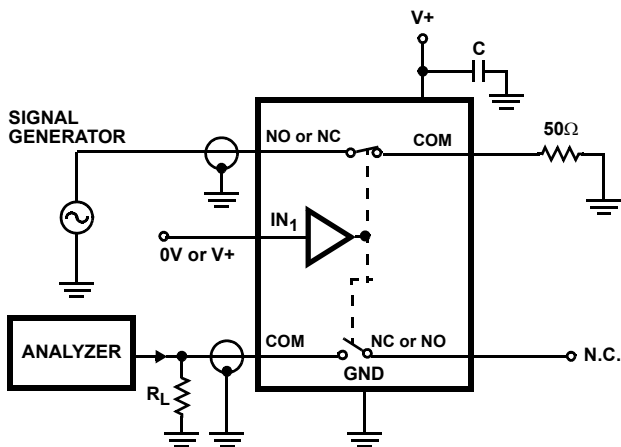 V+
C
SIGNAL
GENERATOR
NO or NC
COM
50Ω
IN1
0V or V+
ANALYZER
COM
NC or NO
N.C.
GND
RL